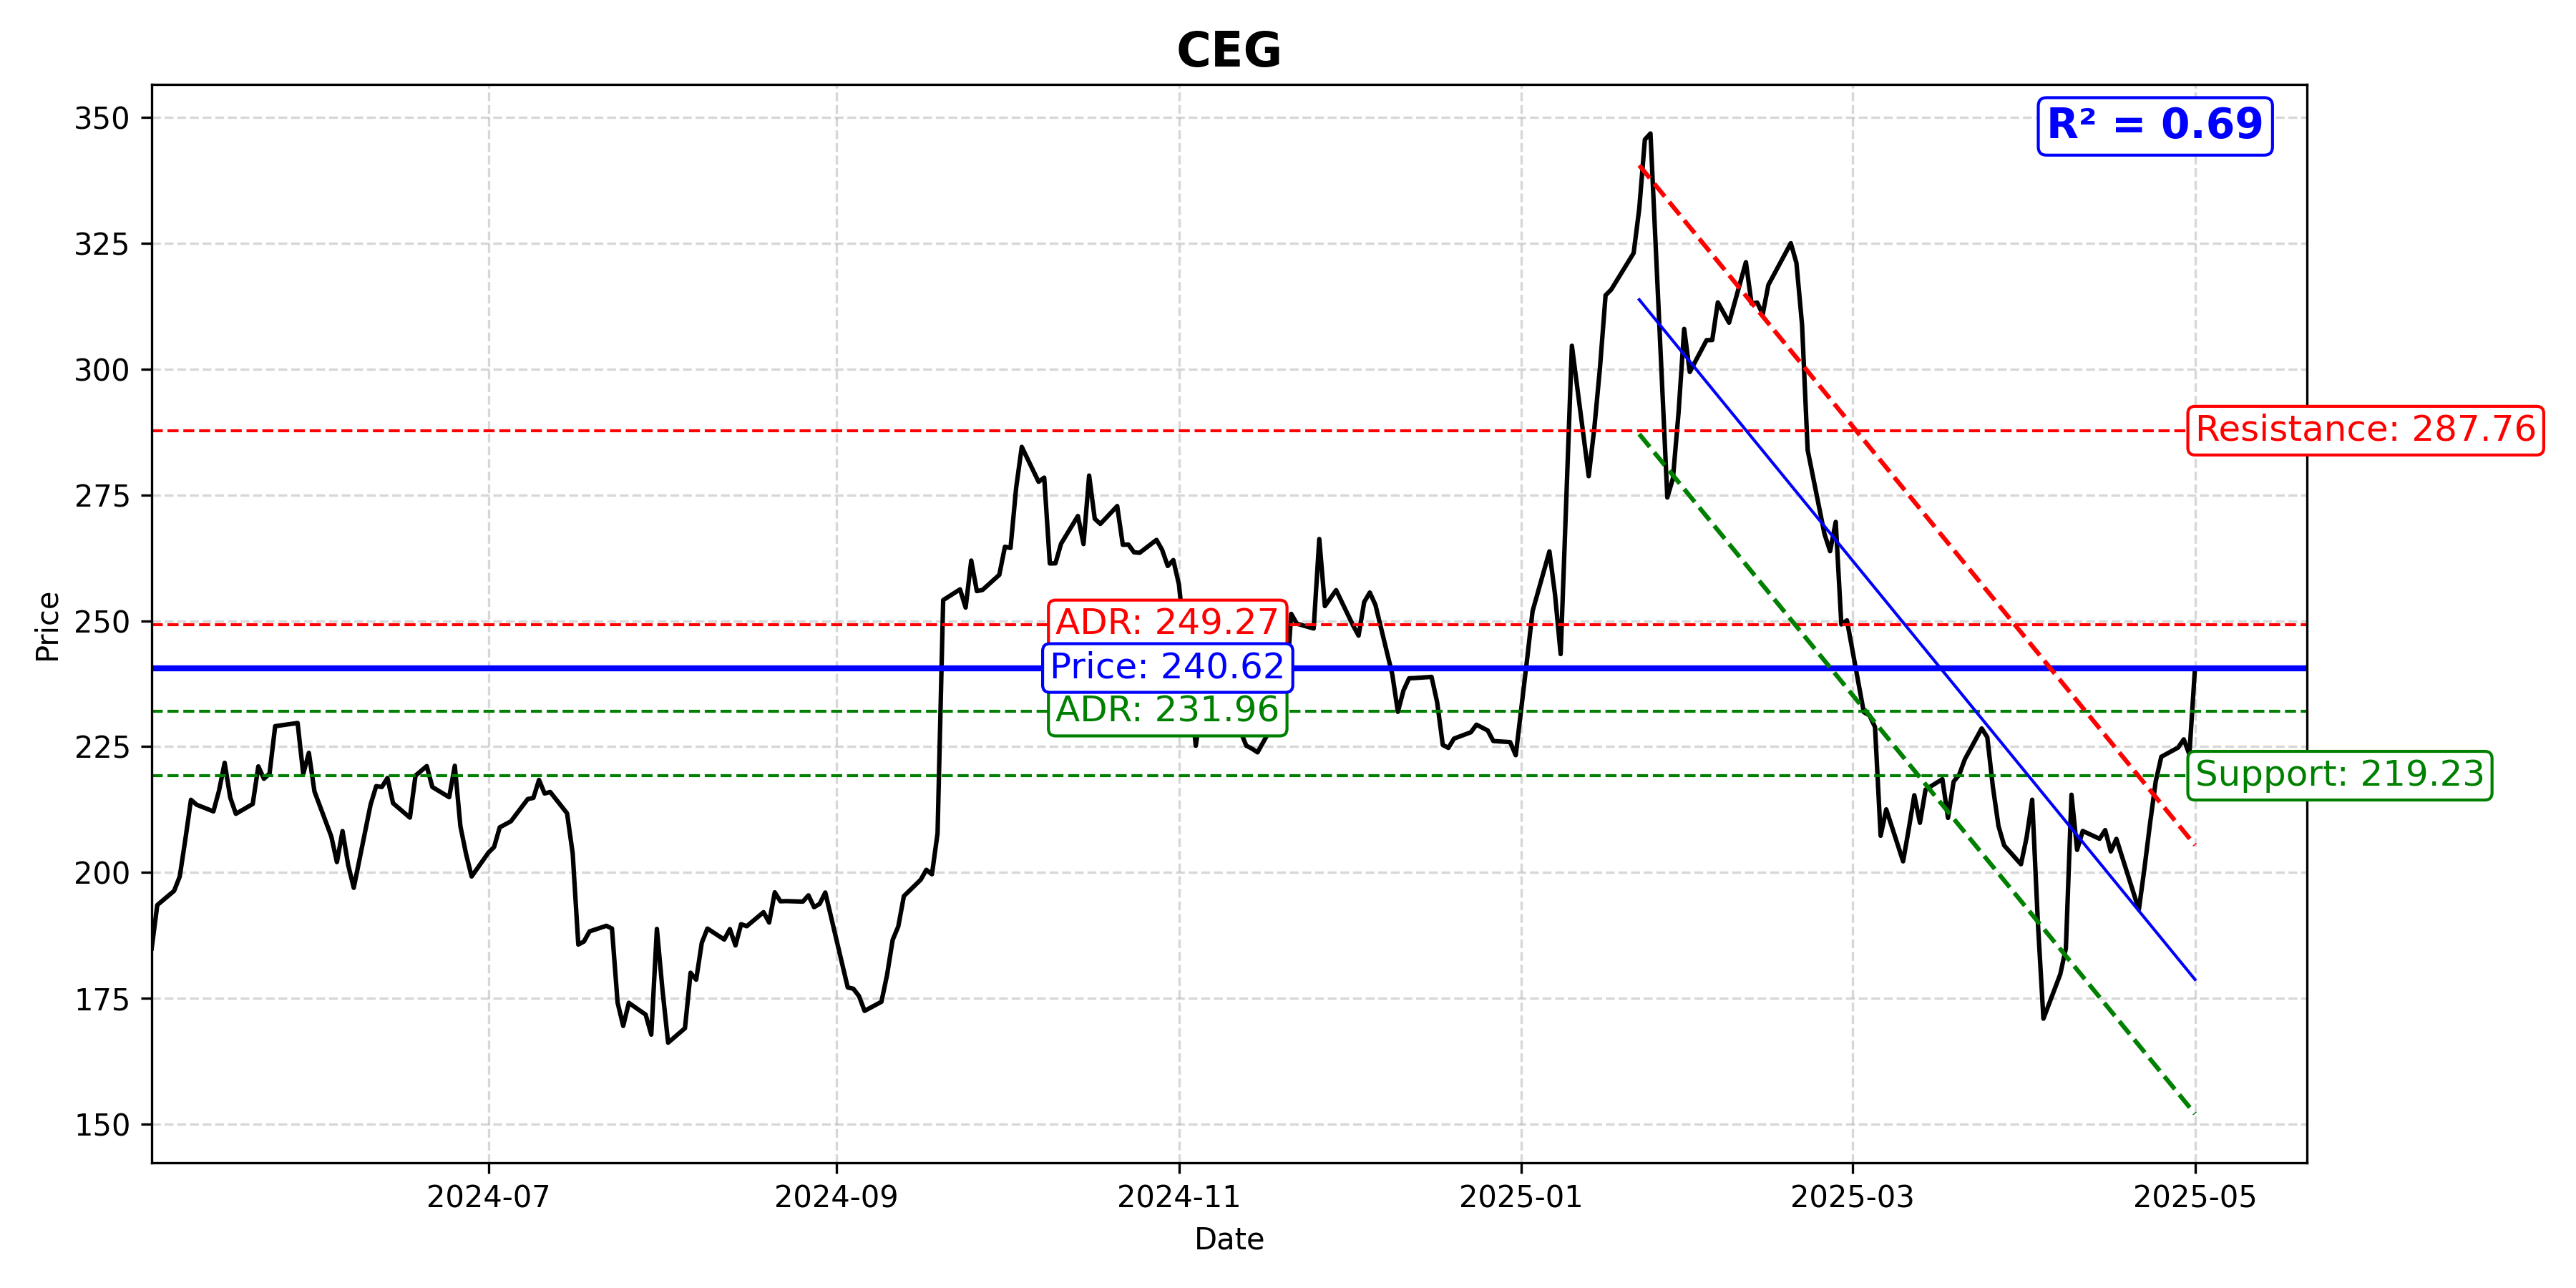 CEG
R² = 0.69
350
325
300
275
250
225
200
175
150
Price
Resistance: 287.76
ADR: 249.27
Price: 240.62
ADR: 231.96
Support: 219.23
2024-07
2024-09
2024-11
2025-01
2025-03
2025-05
Date